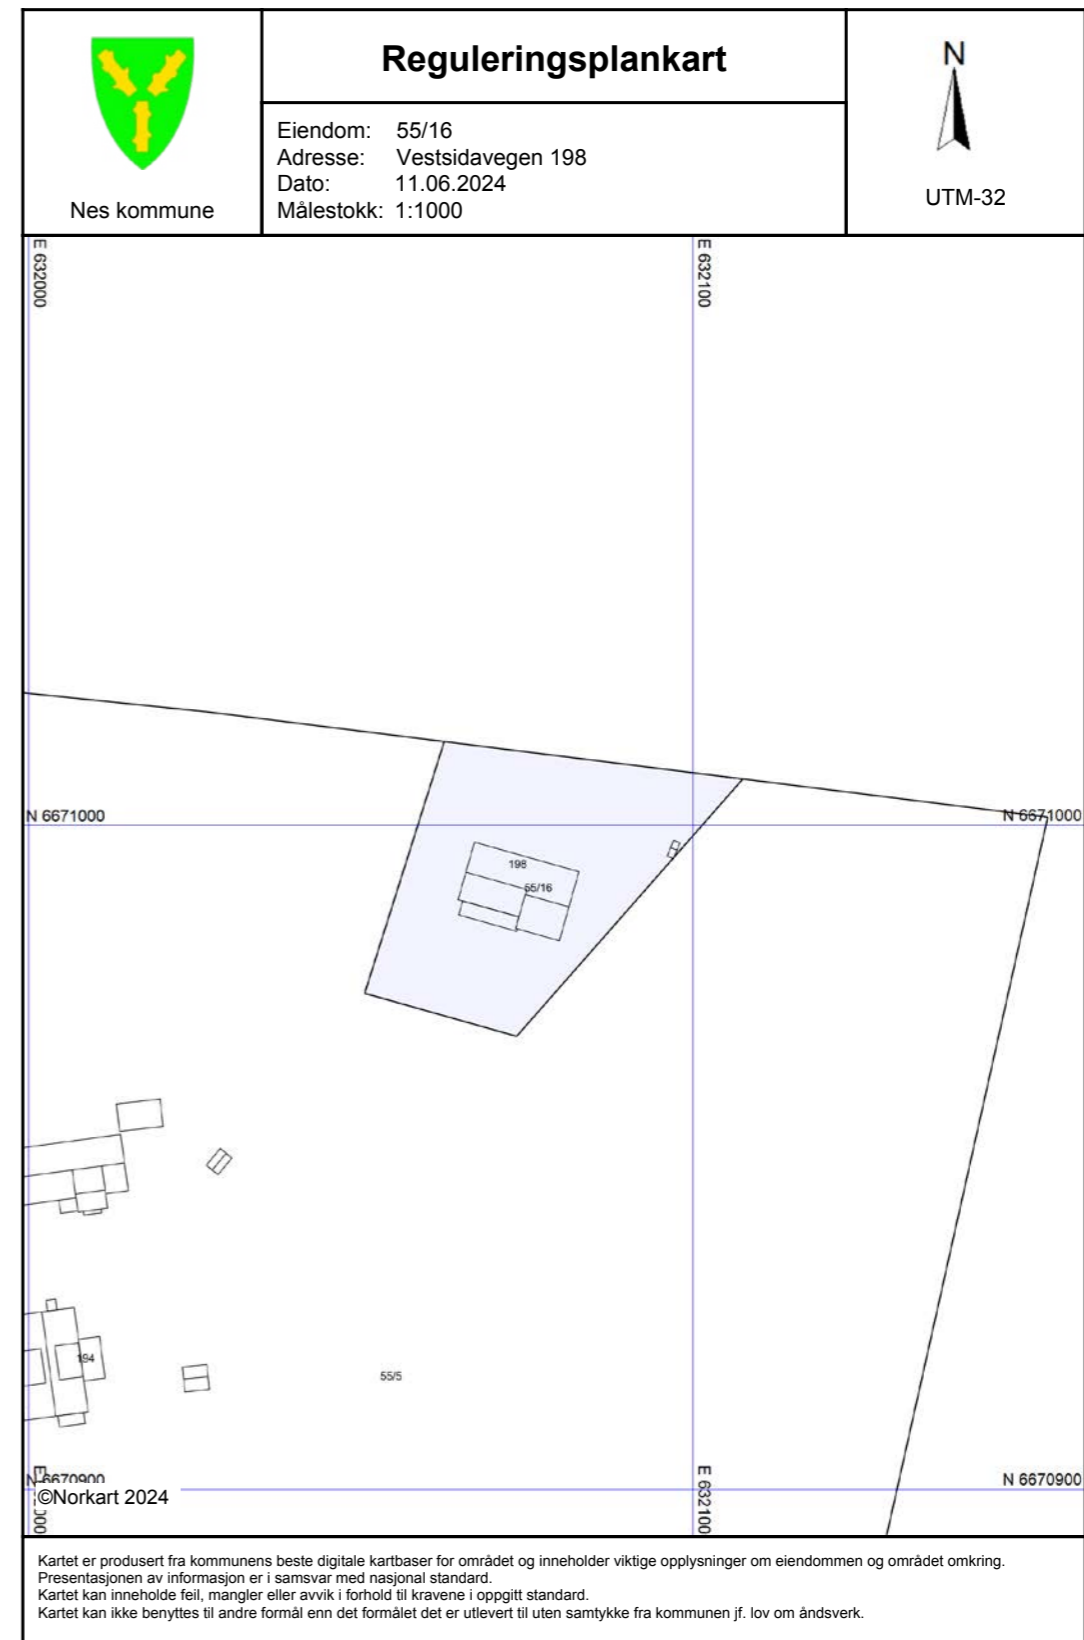 Reguleringsplankart
Eiendom: 55/16
Adresse: Vestsidavegen 198
Dato: 11.06.2024
Målestokk: 1:1000
Nes kommune
N
UTM-32
E 632000
E 632100
N 6671000
N 6671000
198
55/16
194
55/5
N 6670900
N 6670900
E 632100
©Norkart 2024
Kartet er produsert fra kommunens beste digitale kartbaser for området og inneholder viktige opplysninger om eiendommen og området omkring.
Presentasjonen av informasjon er i samsvar med nasjonal standard.
Kartet kan inneholde feil, mangler eller avvik i forhold til kravene i oppgitt standard.
Kartet kan ikke benyttes til andre formål enn det formålet det er utlevert til uten samtykke fra kommunen jf. lov om åndsverk.